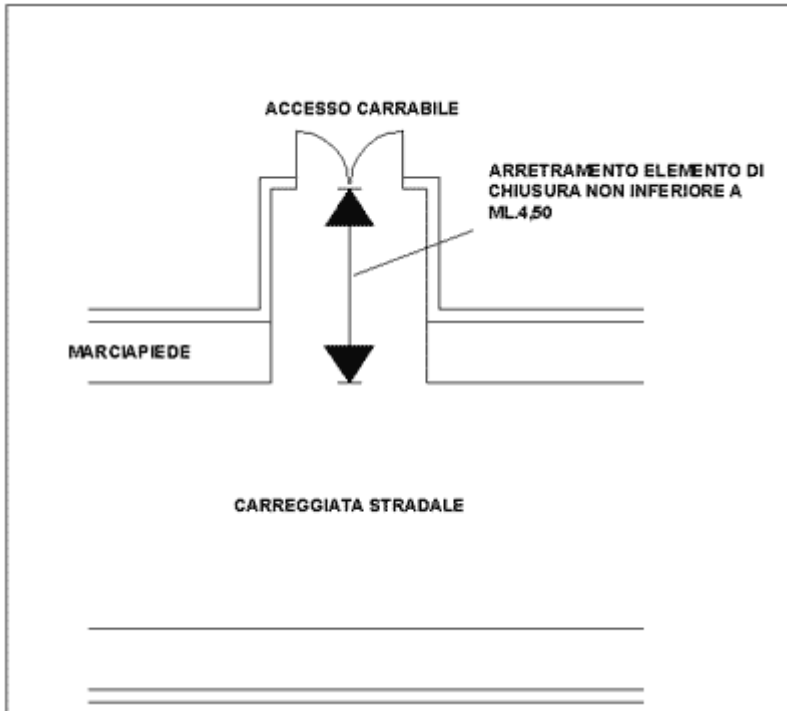 ACCESSO CARRABILE
ARRETRAMENTO ELEMENTO DI
CHIUSURA NON INFERIORE A
ML.4,50
MARCIAPIEDE
CARREGGIATA STRADALE